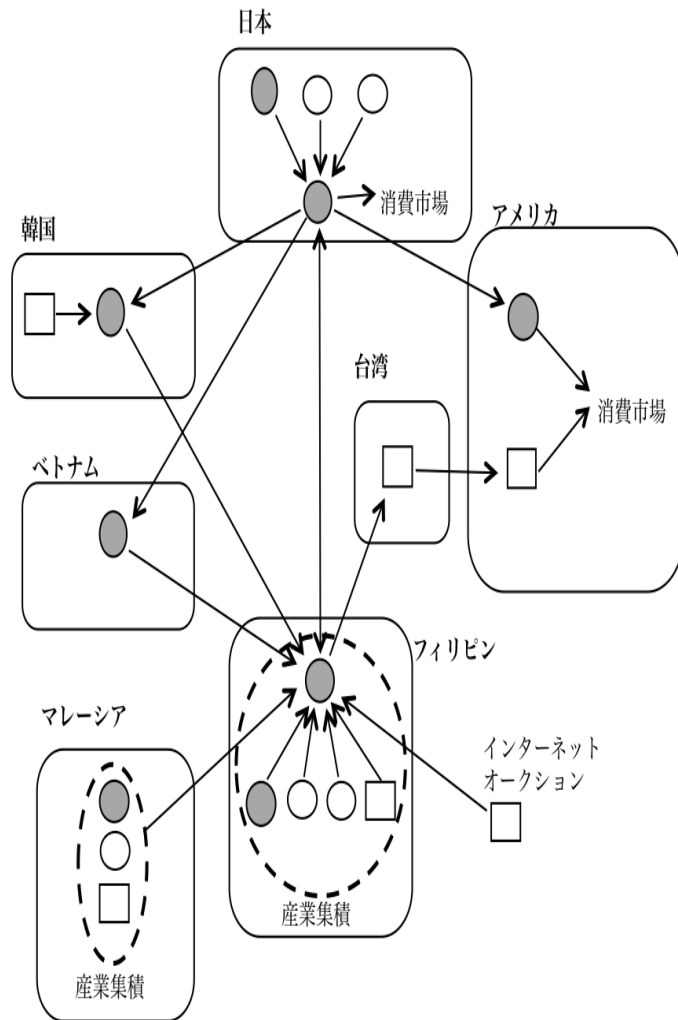 日本
消費市場
韓国
アメリカ
台湾
消費市場
ベトナム
フィリピン
マレーシア
インターネット
オークション
産業集積
産業集積